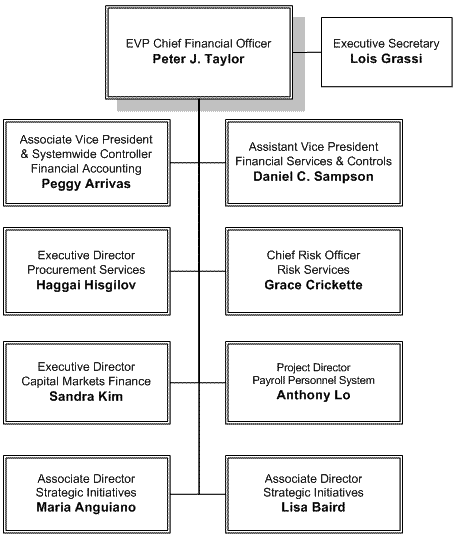 EVP Chief Financial Officer
Peter J. Taylor
Executive Secretary
Lois Grassi
Associate Vice President
& Systemwide Controller
Financial Accounting
Peggy Arrivas
Assistant Vice President
Financial Services & Controls
Daniel C. Sampson
Executive Director
Procurement Services
Haggai Hisgilov
Chief Risk Officer
Risk Services
Grace Crickette
Executive Director
Capital Markets Finance
Sandra Kim
Project Director
Payroll Personnel System
Anthony Lo
Associate Director
Strategic Initiatives
Maria Anguiano
Associate Director
Strategic Initiatives
Lisa Baird